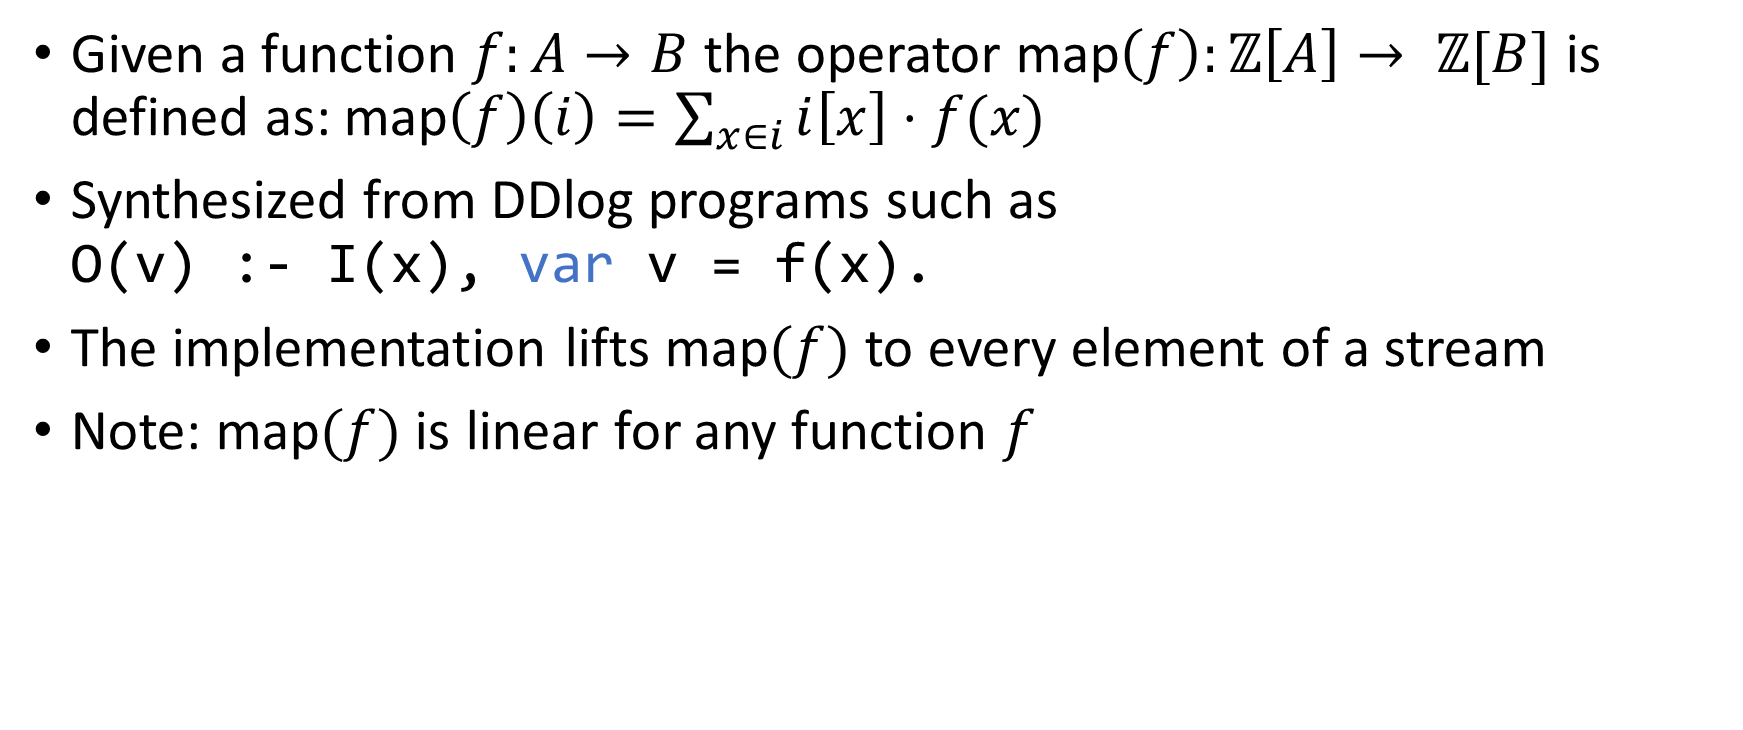 • Given a function 𝑓: 𝐴 → 𝐵 the operator map(𝑓): ℤ[𝐴] → ℤ[𝐵] is
defined as: map(𝑓)(𝑖) = ∑𝑥∈𝑖 𝑖[𝑥] · 𝑓(𝑥)
• Synthesized from DDlog programs such as
O(v) :- I(x), var v = f(x).
• The implementation lifts map(𝑓) to every element of a stream
• Note: map(𝑓) is linear for any function 𝑓